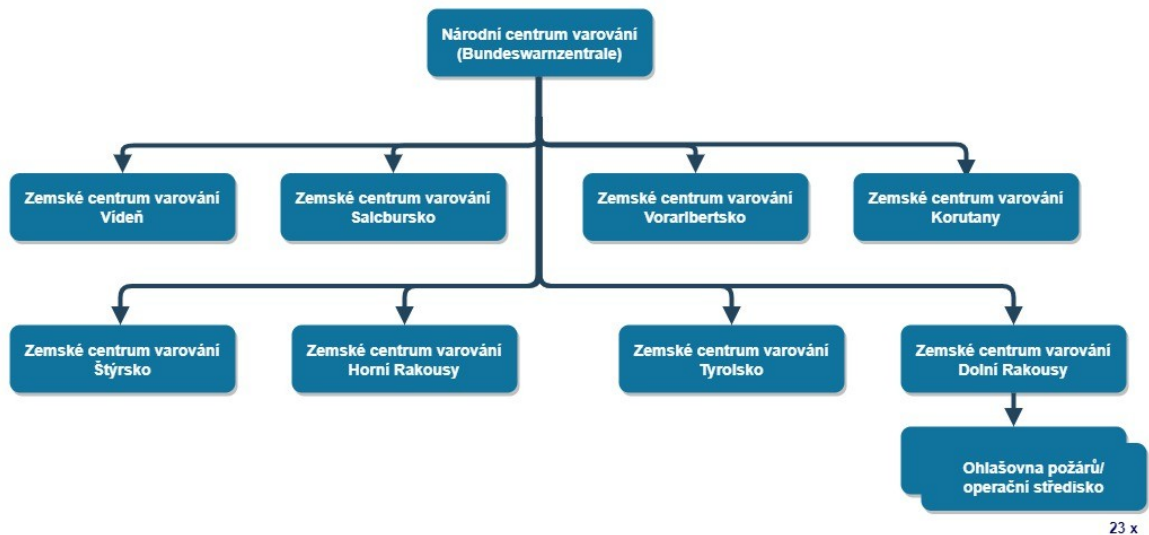 Národní centrum varování
(Bundeswarnzentrale)
Zemské centrum varování
Vídeň
Zemské centrum varování
Salcbursko
Zemské centrum varování
Vorarlbertsko
Zemské centrum varování
Korutany
Zemské centrum varování
Štýrsko
Zemské centrum varování
Horní Rakousy
Zemské centrum varování
Tyrolsko
Zemské centrum varování
Dolní Rakousy
Ohlašovna požárů/
operační středisko
23 x